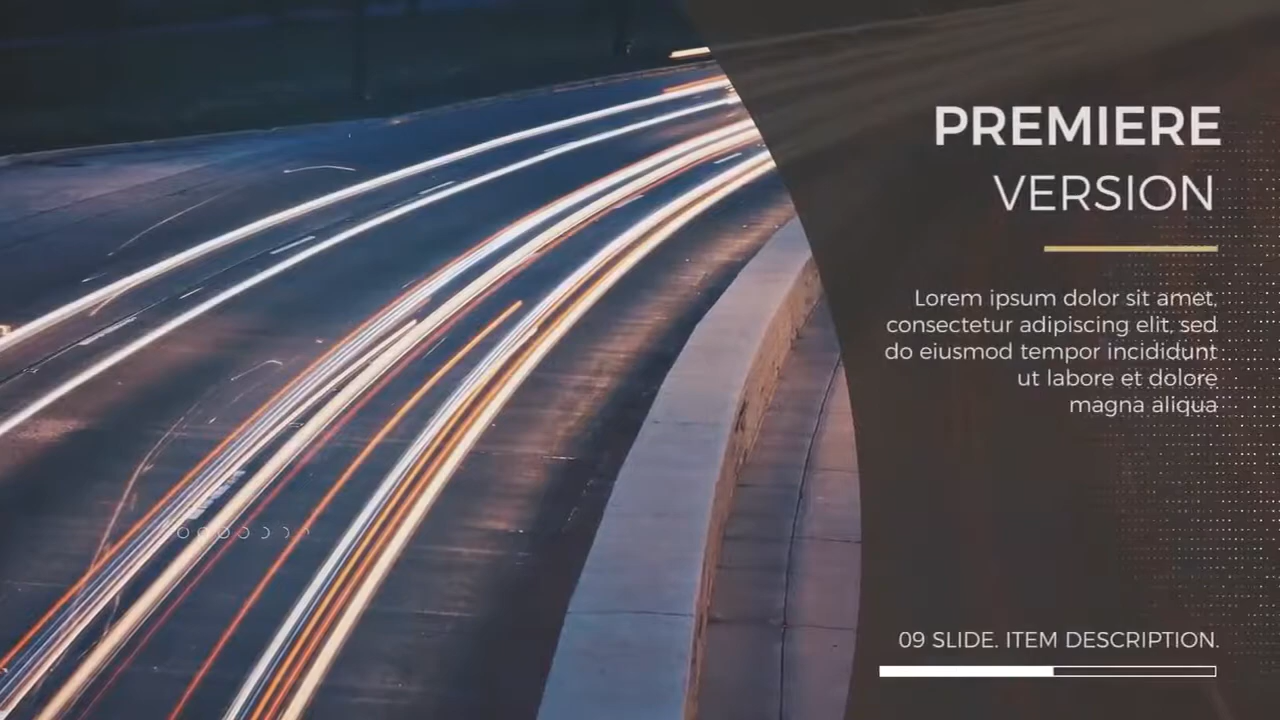 PREMIERE
VERSION
Lorem ipsum dolor sit amet,
consectetur adipiscing elit, sed
do eiusmod tempor incididunt
ut labore et dolore
magna aliqua
09 SLIDE. ITEM DESCRIPTION.